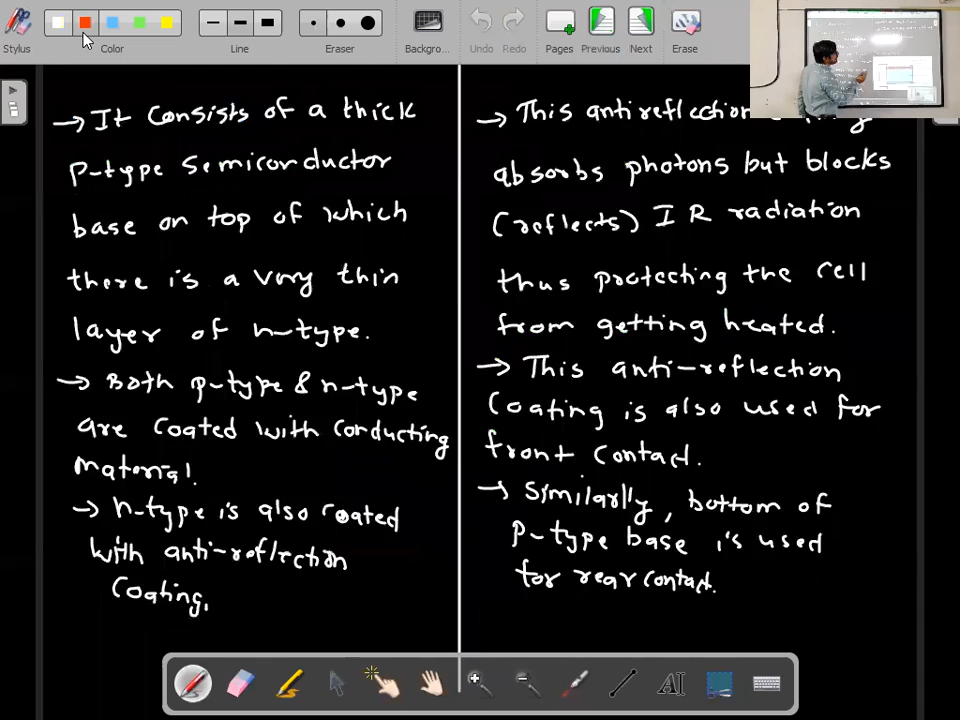 Stylus
Color
Line
Eraser
Backgro...
Undo
Redo
Pages
Previous
Next
Erase
→ It consists of a thick
p-type semiconductor
base on top of which
there is a very thin
layer of n-type.
→ Both p-type & n-type
are coated with conducting
material.
→ n-type is also coated
with anti-reflection
coating.
→ This antireflection
absorbs photons but blocks
(reflects) IR radiation
thus protecting the cell
from getting heated.
→ This anti-reflection
coating is also used for
front contact.
→ Similarly, bottom of
p-type base is used
for rear contact.
AI